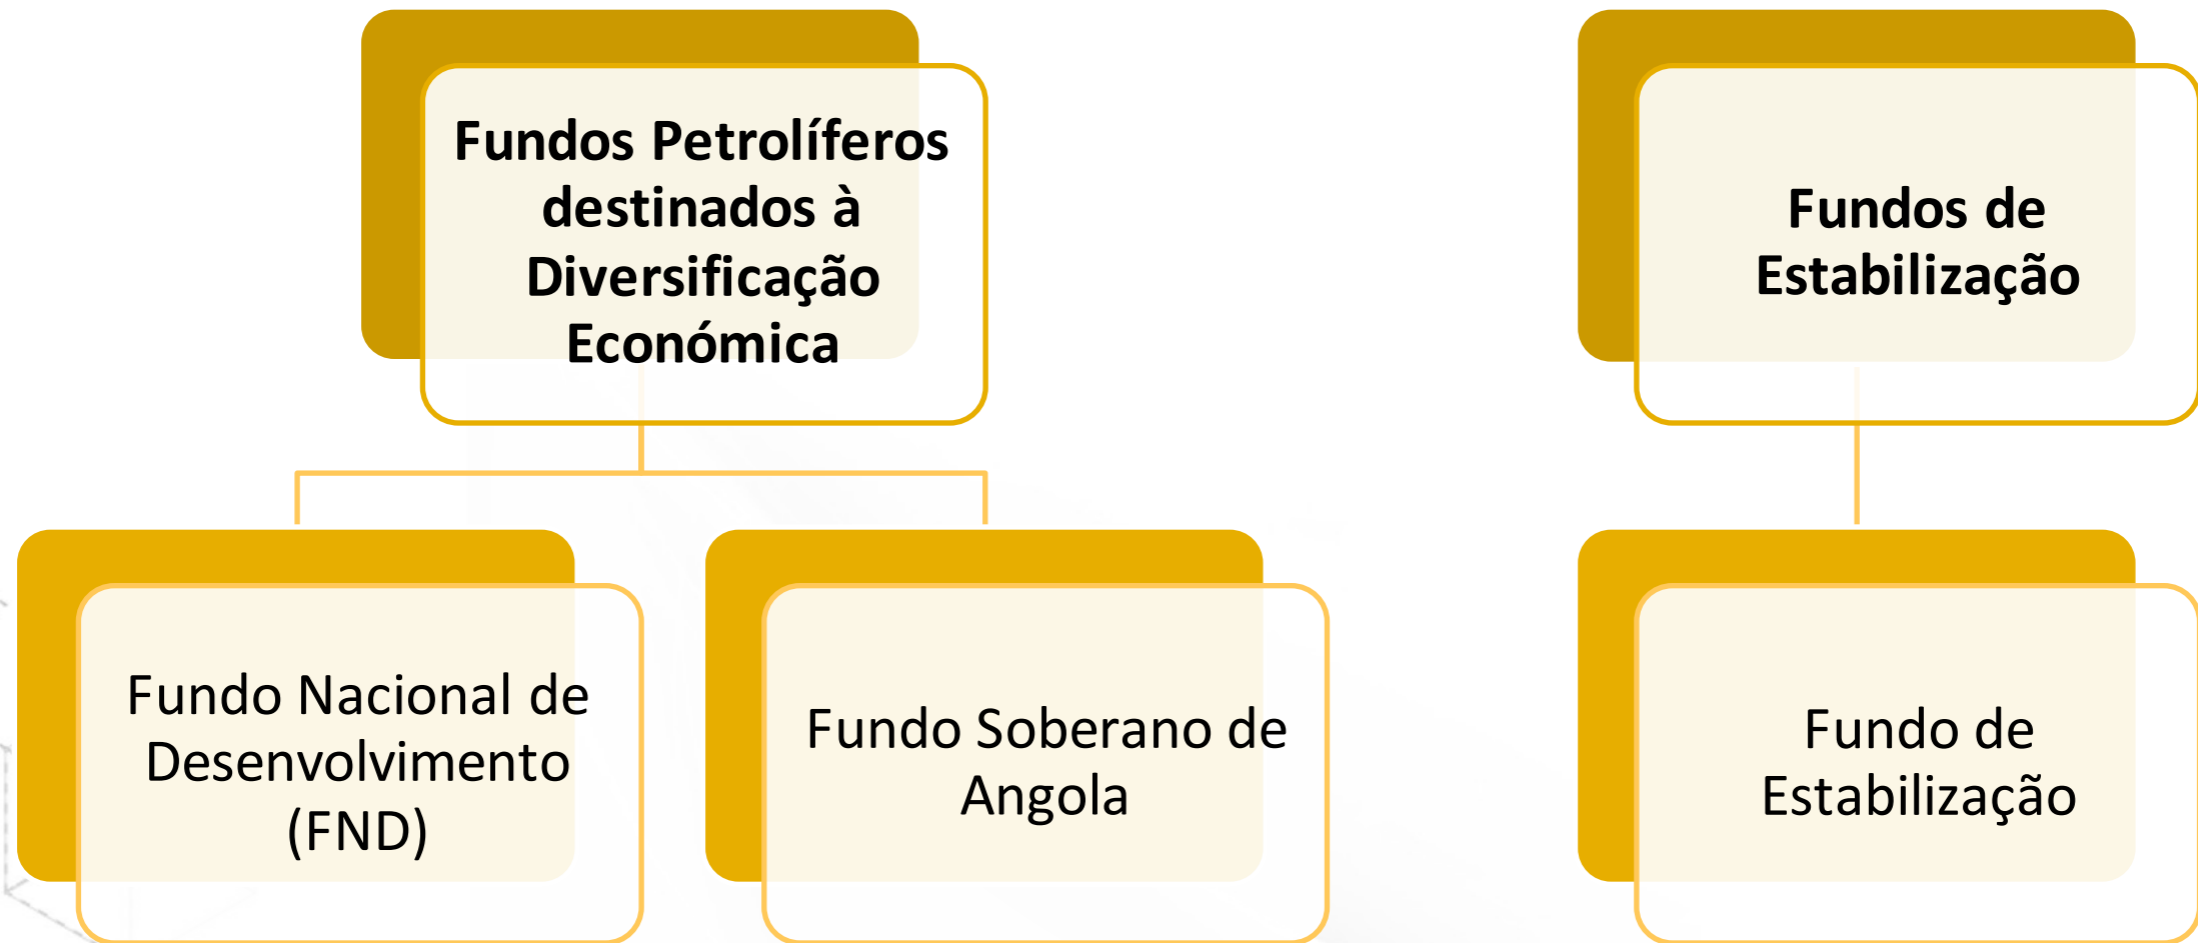 Fundos Petrolíferos
destinados à
Diversificação
Económica
Fundos de
Estabilização
Fundo Nacional de
Desenvolvimento
(FND)
Fundo Soberano de
Angola
Fundo de
Estabilização